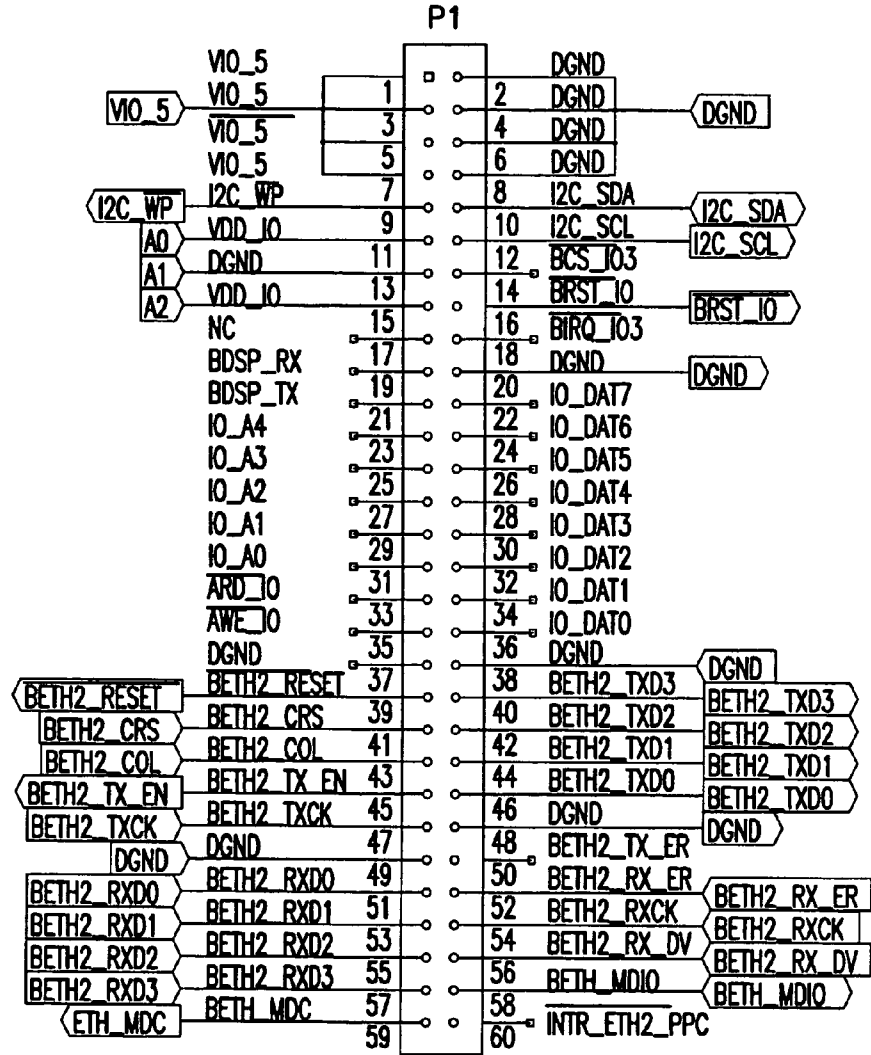 P1
VIO_5 DGND
VIO_5 1 2 DGND
VIO_5 DGND
VIO_5 3 4 DGND
VIO_5 5 6 DGND
I2C_WP I2C_WP 7 8 I2C_SDA I2C_SDA
A0 VDD_IO 9 10 I2C_SCL I2C_SCL
A1 DGND 11 12 BCS_IO3
A2 VDD_IO 13 14 BRST_IO BRST_IO
NC 15 16 BIRQ_IO3
BDSP_RX 17 18 DGND DGND
BDSP_TX 19 20 IO_DAT7
IO_A4 21 22 IO_DAT6
IO_A3 23 24 IO_DAT5
IO_A2 25 26 IO_DAT4
IO_A1 27 28 IO_DAT3
IO_A0 29 30 IO_DAT2
ARD_IO 31 32 IO_DAT1
AWE_IO 33 34 IO_DAT0
DGND 35 36 DGND DGND
BETH2_RESET BETH2_RESET 37 38 BETH2_TXD3 BETH2_TXD3
BETH2_CRS BETH2_CRS 39 40 BETH2_TXD2 BETH2_TXD2
BETH2_COL BETH2_COL 41 42 BETH2_TXD1 BETH2_TXD1
BETH2_TX_EN BETH2_TX_EN 43 44 BETH2_TXD0 BETH2_TXD0
BETH2_TXCK BETH2_TXCK 45 46 DGND DGND
DGND DGND 47 48 BETH2_TX_ER
BETH2_RXD0 BETH2_RXD0 49 50 BETH2_RX_ER BETH2_RX_ER
BETH2_RXD1 BETH2_RXD1 51 52 BETH2_RXCK BETH2_RXCK
BETH2_RXD2 BETH2_RXD2 53 54 BETH2_RX_DV BETH2_RX_DV
BETH2_RXD3 BETH2_RXD3 55 56 BETH_MDIO BETH_MDIO
ETH_MDC BETH_MDC 57 58 INTR_ETH2_PPC
59 60